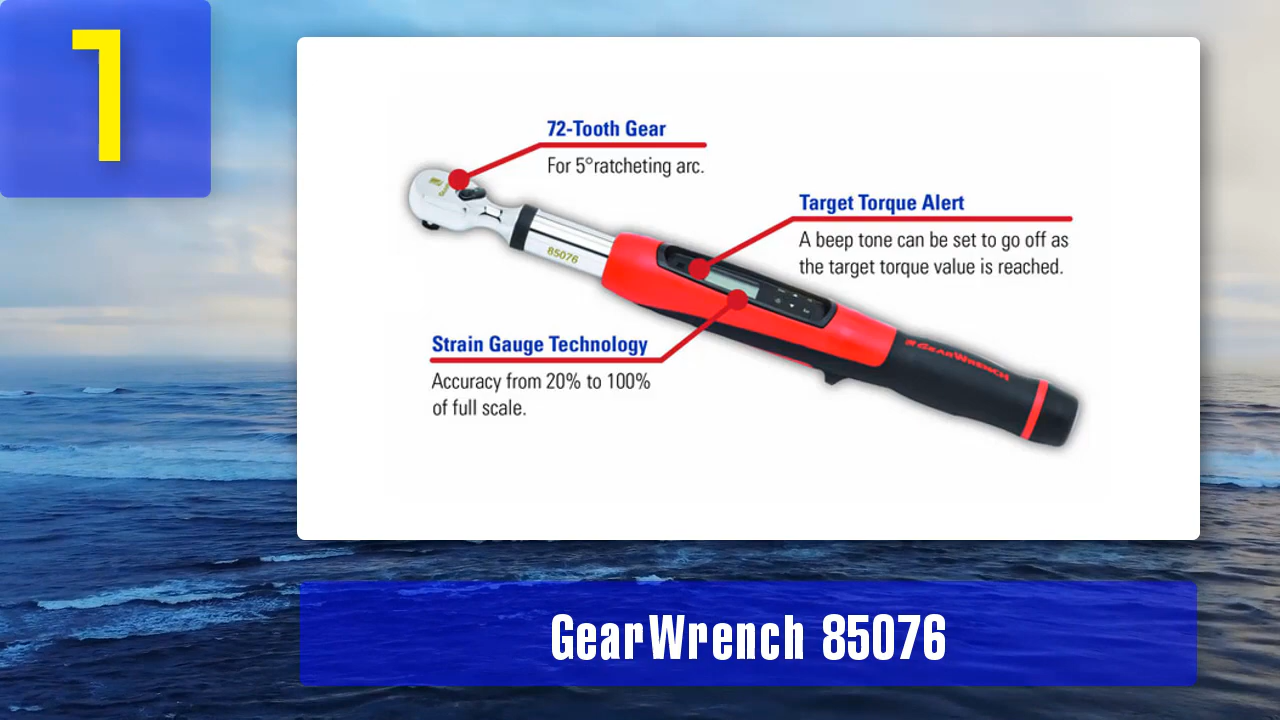 1
72-Tooth Gear
For 5° ratcheting arc.
Target Torque Alert
A beep tone can be set to go off as
the target torque value is reached.
85076
Strain Gauge Technology
Accuracy from 20% to 100%
of full scale.
GEARWRENCH
GearWrench 85076